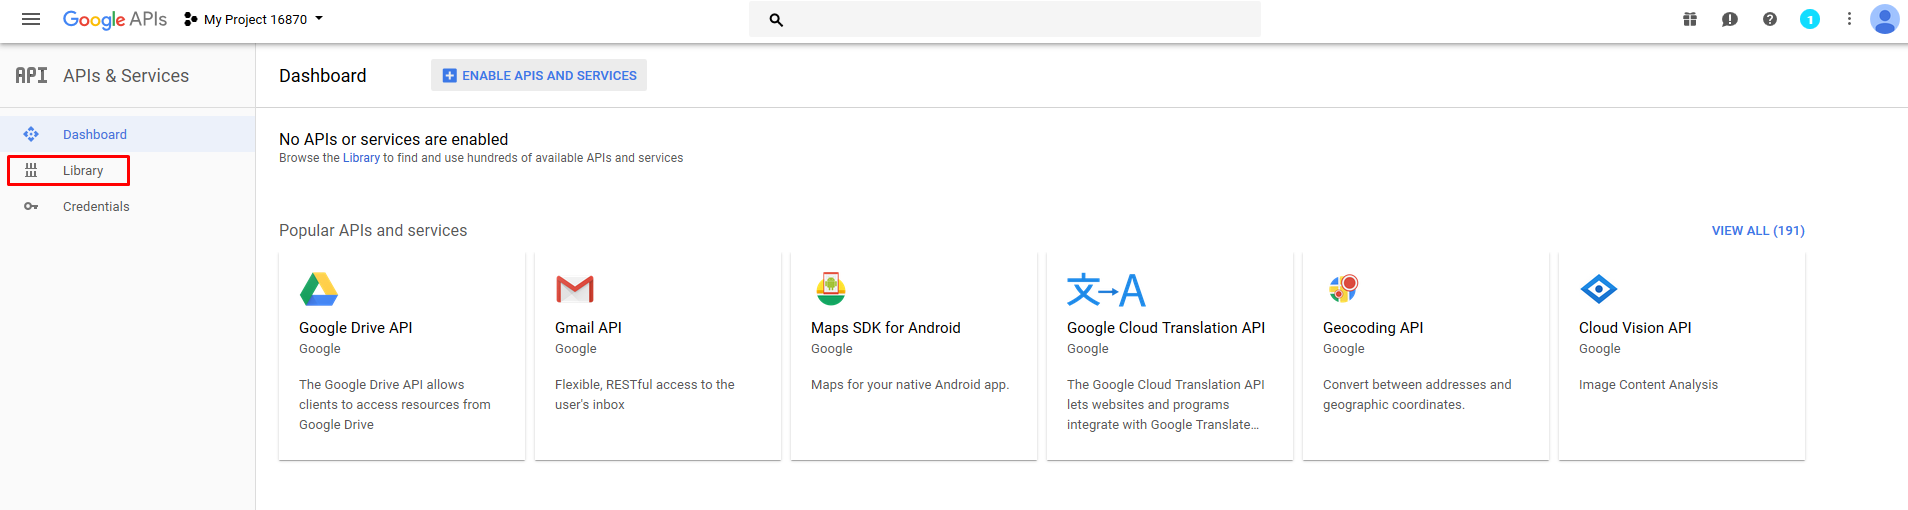 Google APIs My Project 16870 1
API APIs & Services
Dashboard ENABLE APIS AND SERVICES
Dashboard
Library
Credentials
No APIs or services are enabled
Browse the Library to find and use hundreds of available APIs and services
Popular APIs and services VIEW ALL (191)
文→A
Google Drive API
Google
The Google Drive API allows
clients to access resources from
Google Drive
Gmail API
Google
Flexible, RESTful access to the
user's inbox
Maps SDK for Android
Google
Maps for your native Android app.
Google Cloud Translation API
Google
The Google Cloud Translation API
lets websites and programs
integrate with Google Translate…
Geocoding API
Google
Convert between addresses and
geographic coordinates.
Cloud Vision API
Google
Image Content Analysis